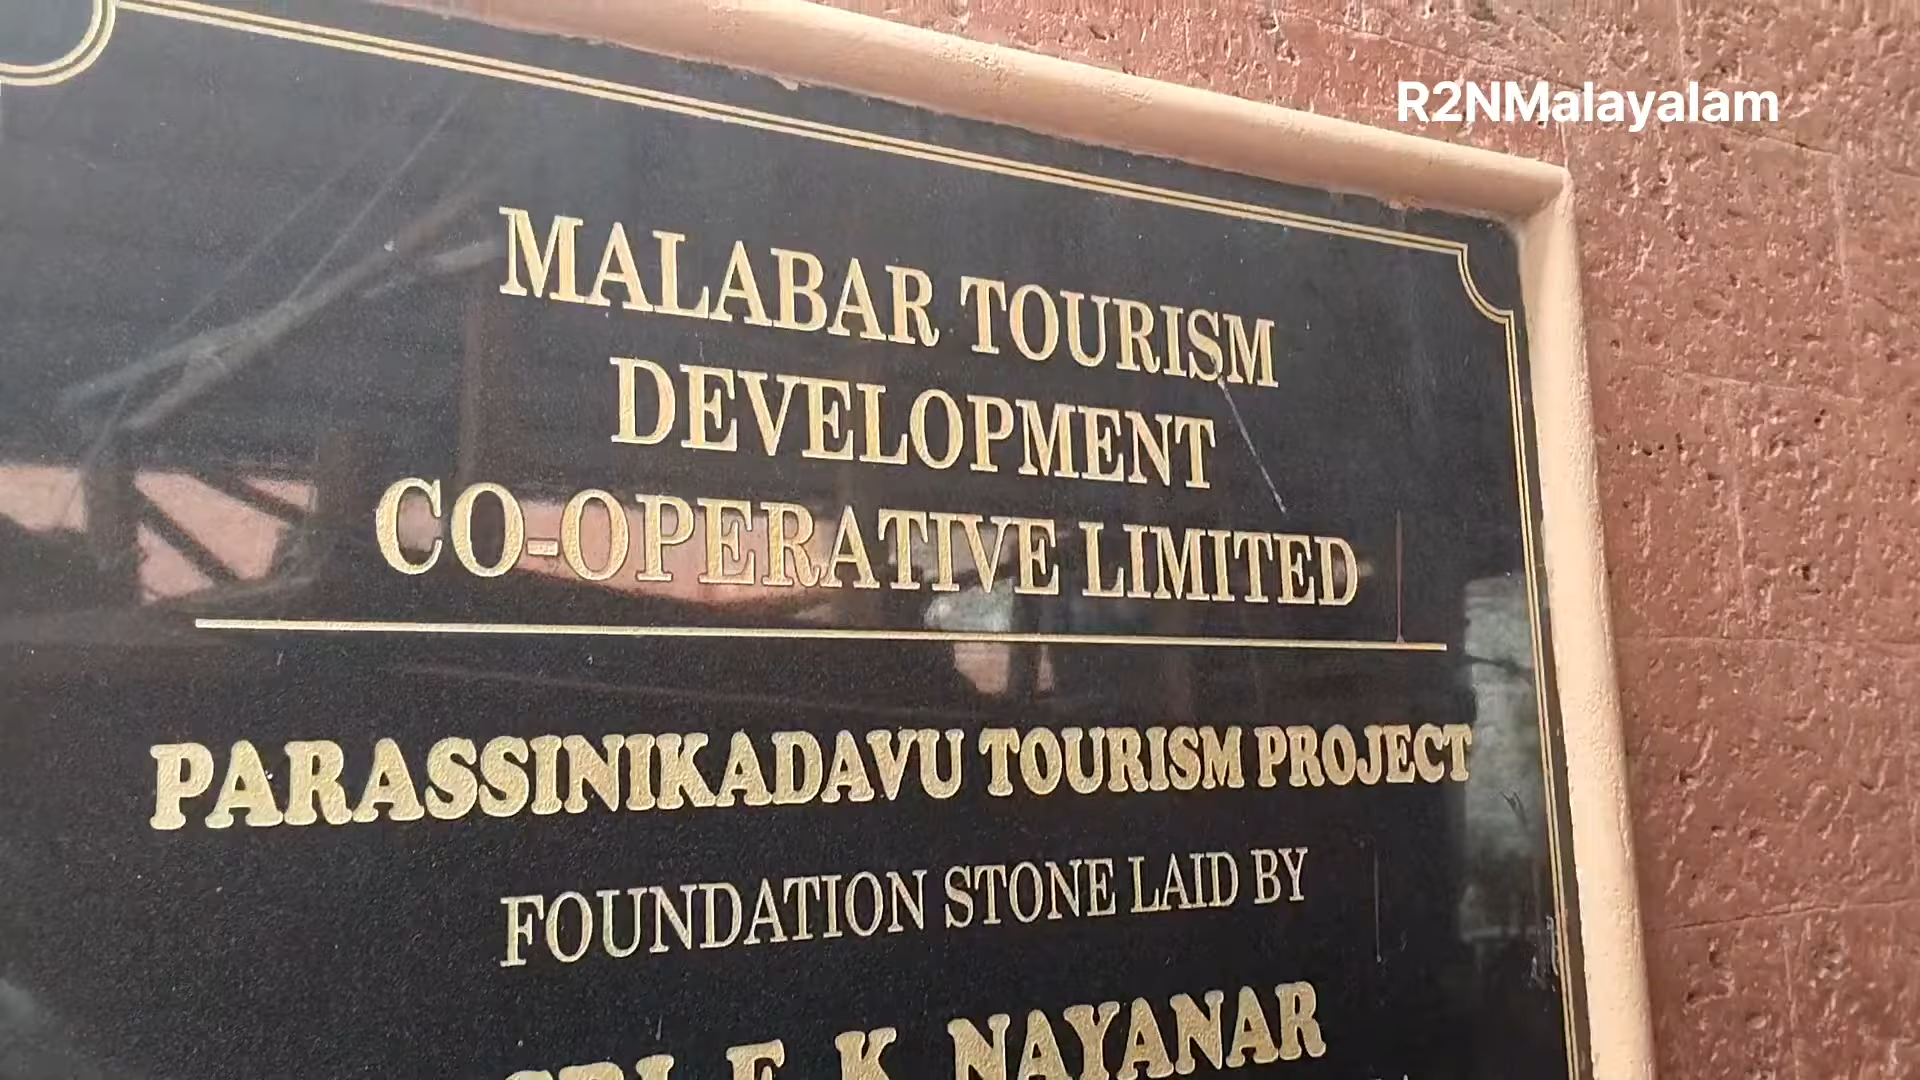 R2NMalayalam
MALABAR TOURISM
DEVELOPMENT
CO-OPERATIVE LIMITED
PARASSINIKADAVU TOURISM PROJECT
FOUNDATION STONE LAID BY
SRI E. K. NAYANAR